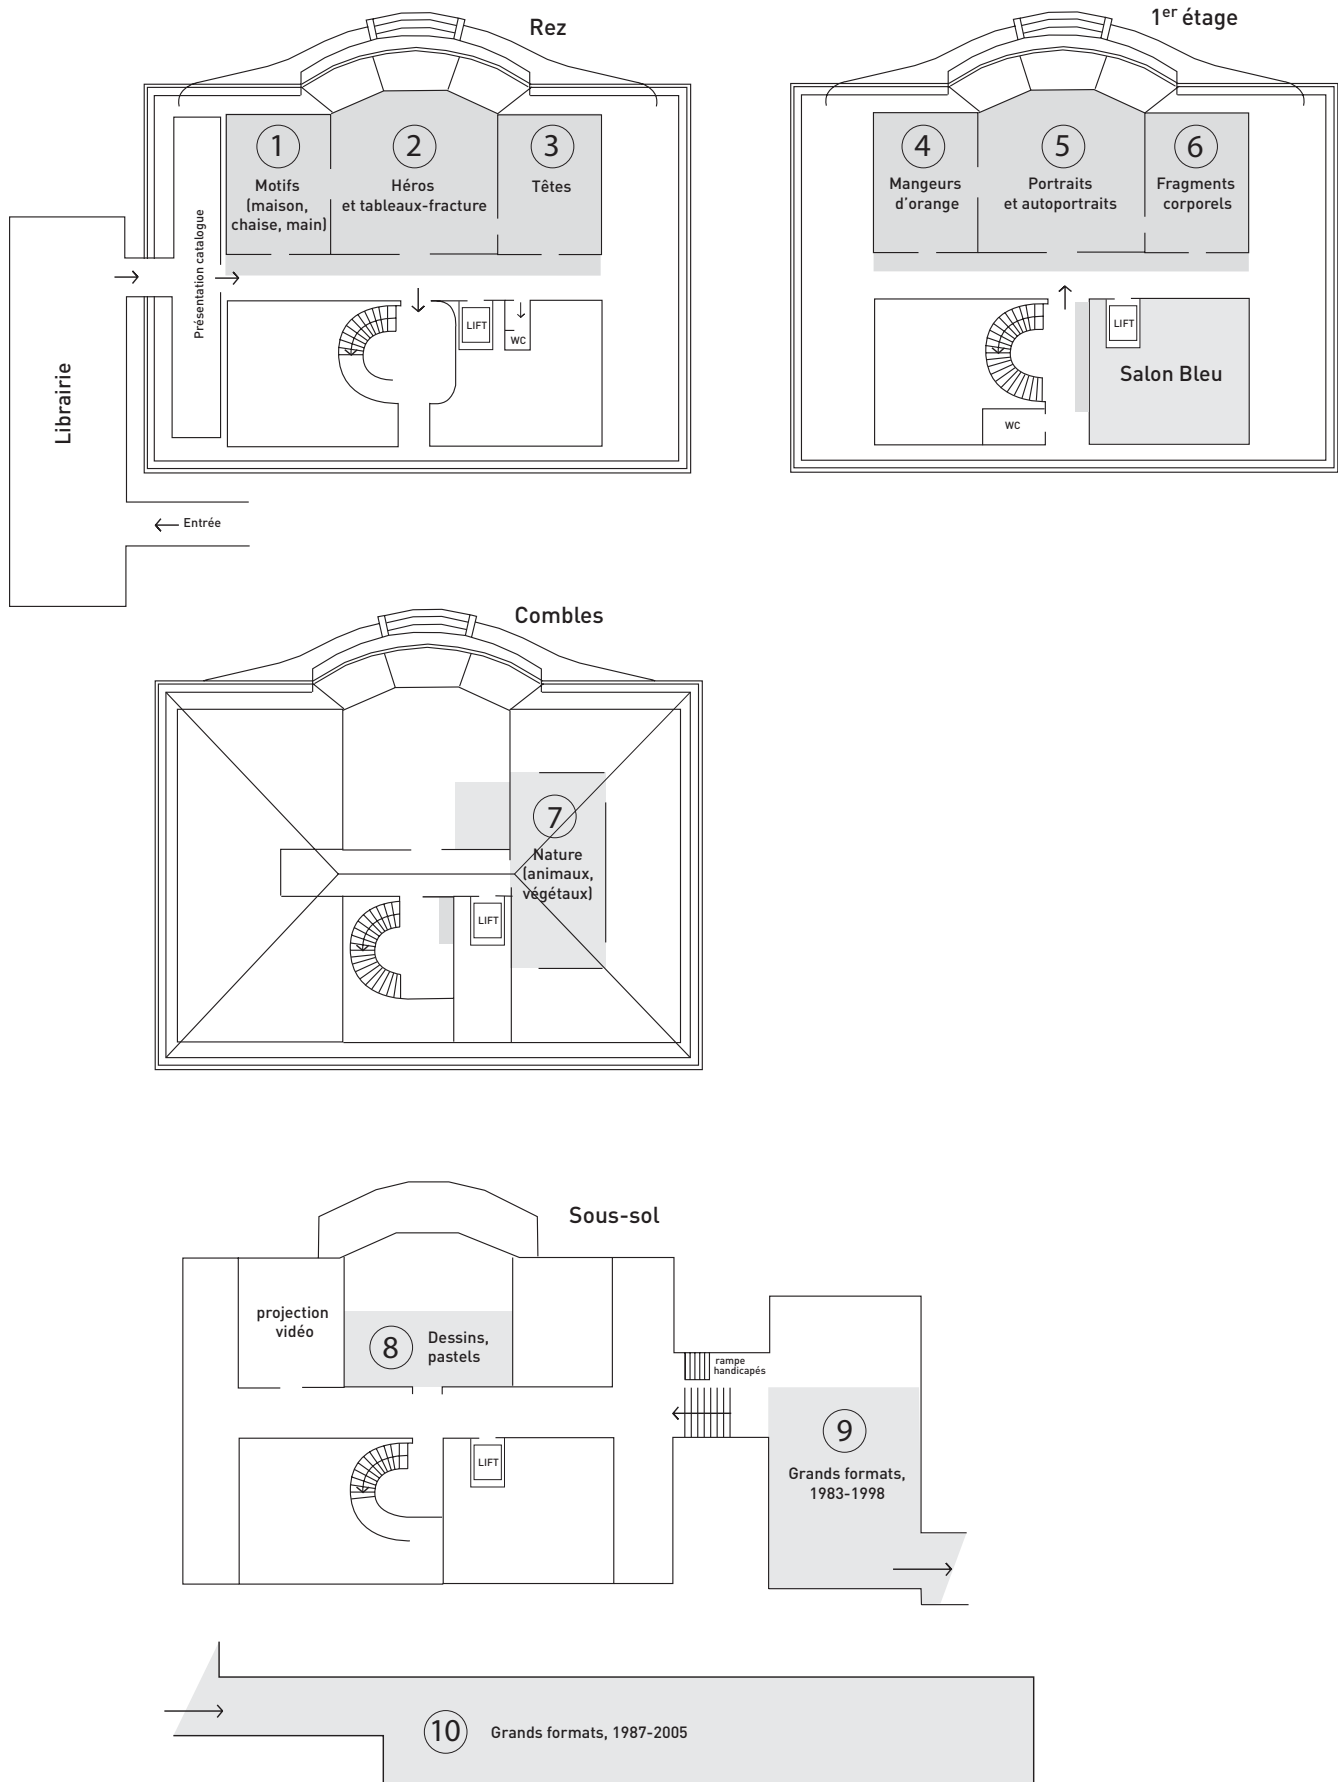 Rez
1
Motifs
(maison,
chaise, main)
2
Héros
et tableaux-fracture
3
Têtes
Présentation catalogue
Librairie
LIFT
WC
Entrée
1er étage
4
Mangeurs
d'orange
5
Portraits
et autoportraits
6
Fragments
corporels
LIFT
Salon Bleu
WC
Combles
7
Nature
(animaux,
végétaux)
LIFT
Sous-sol
projection
vidéo
8
Dessins,
pastels
rampe
handicapés
LIFT
9
Grands formats,
1983-1998
10
Grands formats, 1987-2005